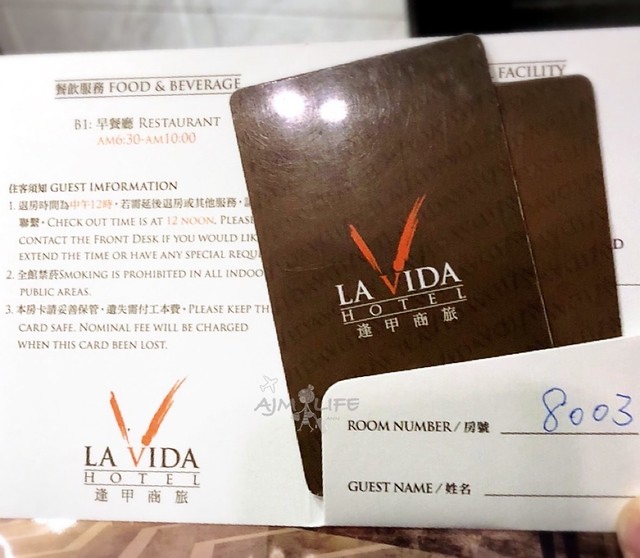 餐飲服務 FOOD & BEVERAGE
B1: 早餐廳 RESTAURANT
AM6:30-AM10:00
住客須知 GUEST IMFORMATION
1. 退房時間為中午12時，若需延後退房或其他服務，
聯繫。CHECK OUT TIME IS AT 12 NOON. PLEASE
CONTACT THE FRONT DESK IF YOU WOULD LIK
EXTEND THE TIME OR HAVE ANY SPECIAL REQU
2. 全館禁菸SMOKING IS PROHIBITED IN ALL INDOO
PUBLIC AREAS.
3. 本房卡請妥善保管，遺失需付工本費。PLEASE KEEP TH
CARD SAFE. NOMINAL FEE WILL BE CHARGED
WHEN THIS CARD BEEN LOST.
LA VIDA
HOTEL
逢甲商旅
FACILITY
LA VIDA
HOTEL
逢甲商旅
AJM LIFE
ROOM NUMBER / 房號 8003
GUEST NAME / 姓名